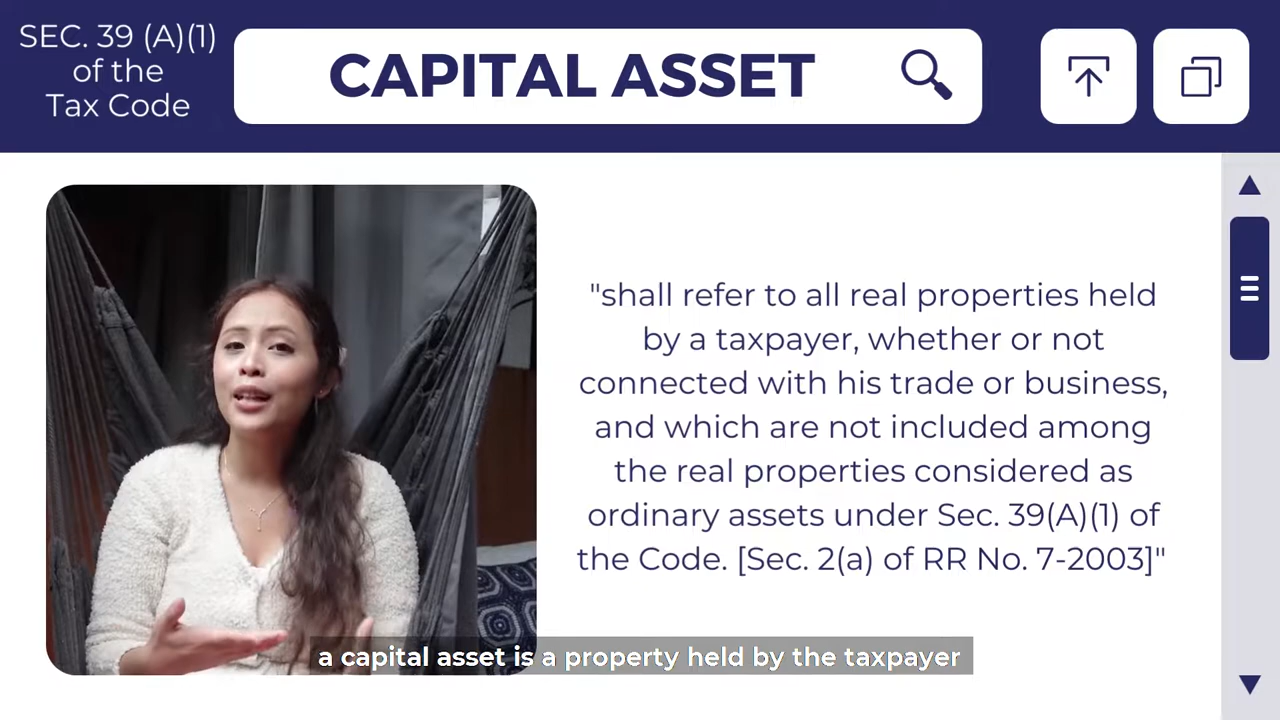 SEC. 39 (A)(1)
of the
Tax Code
CAPITAL ASSET
"shall refer to all real properties held
by a taxpayer, whether or not
connected with his trade or business,
and which are not included among
the real properties considered as
ordinary assets under Sec. 39(A)(1) of
the Code. [Sec. 2(a) of RR No. 7-2003]"
a capital asset is a property held by the taxpayer